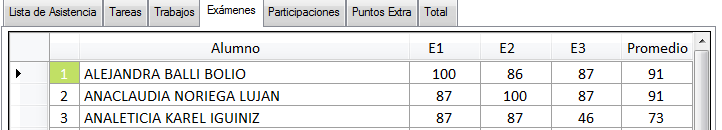 Lista de Asistencia Tareas Trabajos Exámenes Participaciones Puntos Extra Total
Alumno E1 E2 E3 Promedio
1 ALEJANDRA BALLI BOLIO 100 86 87 91
2 ANACLAUDIA NORIEGA LUJAN 87 100 87 91
3 ANALETICIA KAREL IGUINIZ 87 87 46 73